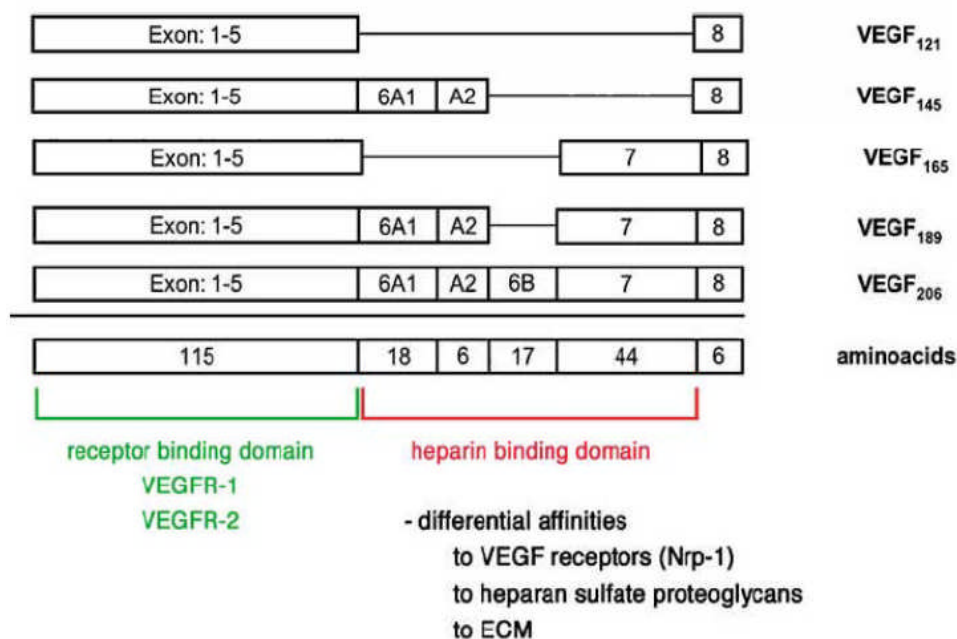 Exon: 1-5 8 VEGF121
Exon: 1-5 6A1 A2 8 VEGF145
Exon: 1-5 7 8 VEGF165
Exon: 1-5 6A1 A2 7 8 VEGF189
Exon: 1-5 6A1 A2 6B 7 8 VEGF206
115 18 6 17 44 6 aminoacids
receptor binding domain heparin binding domain
VEGFR-1
VEGFR-2
- differential affinities
to VEGF receptors (Nrp-1)
to heparan sulfate proteoglycans
to ECM